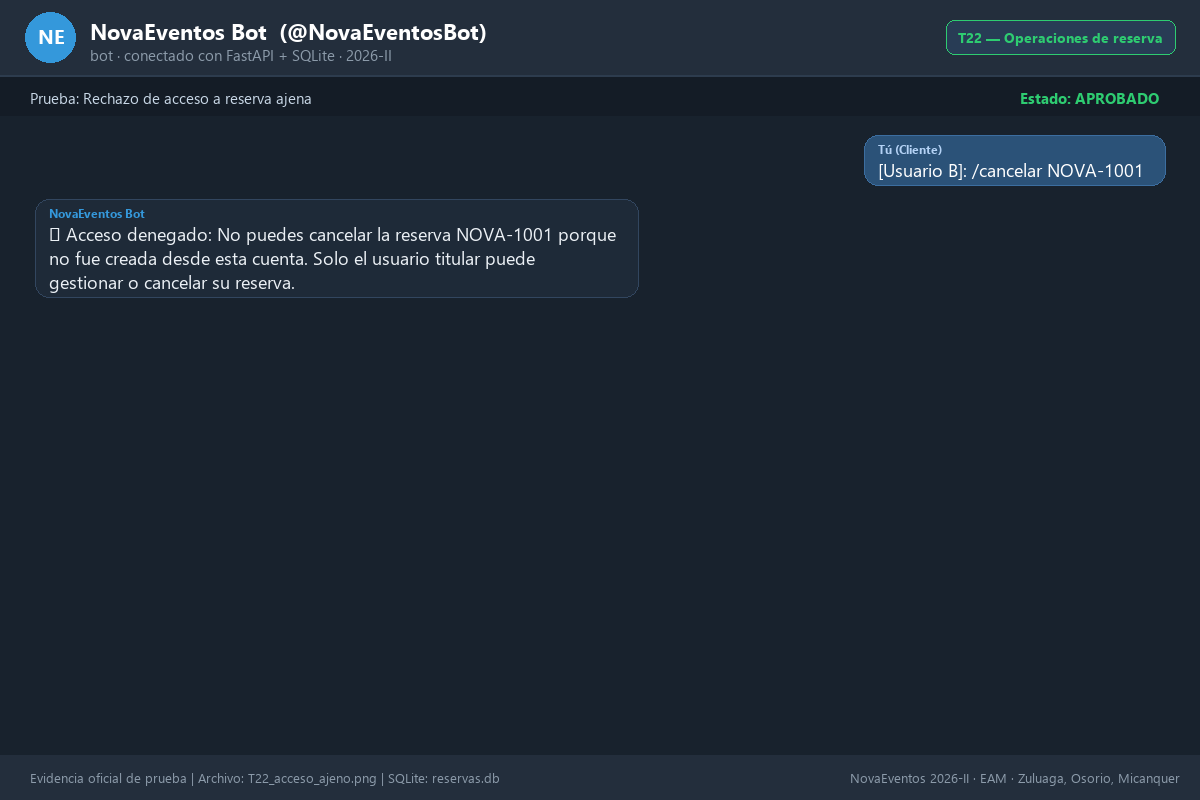 NE
NovaEventos Bot (@NovaEventosBot)
bot · conectado con FastAPI + SQLite · 2026-II
T22 — Operaciones de reserva
Prueba: Rechazo de acceso a reserva ajena
Estado: APROBADO
Tú (Cliente)
[Usuario B]: /cancelar NOVA-1001
NovaEventos Bot
▯ Acceso denegado: No puedes cancelar la reserva NOVA-1001 porque
no fue creada desde esta cuenta. Solo el usuario titular puede
gestionar o cancelar su reserva.
Evidencia oficial de prueba | Archivo: T22_acceso_ajeno.png | SQLite: reservas.db
NovaEventos 2026-II · EAM · Zuluaga, Osorio, Micanquer